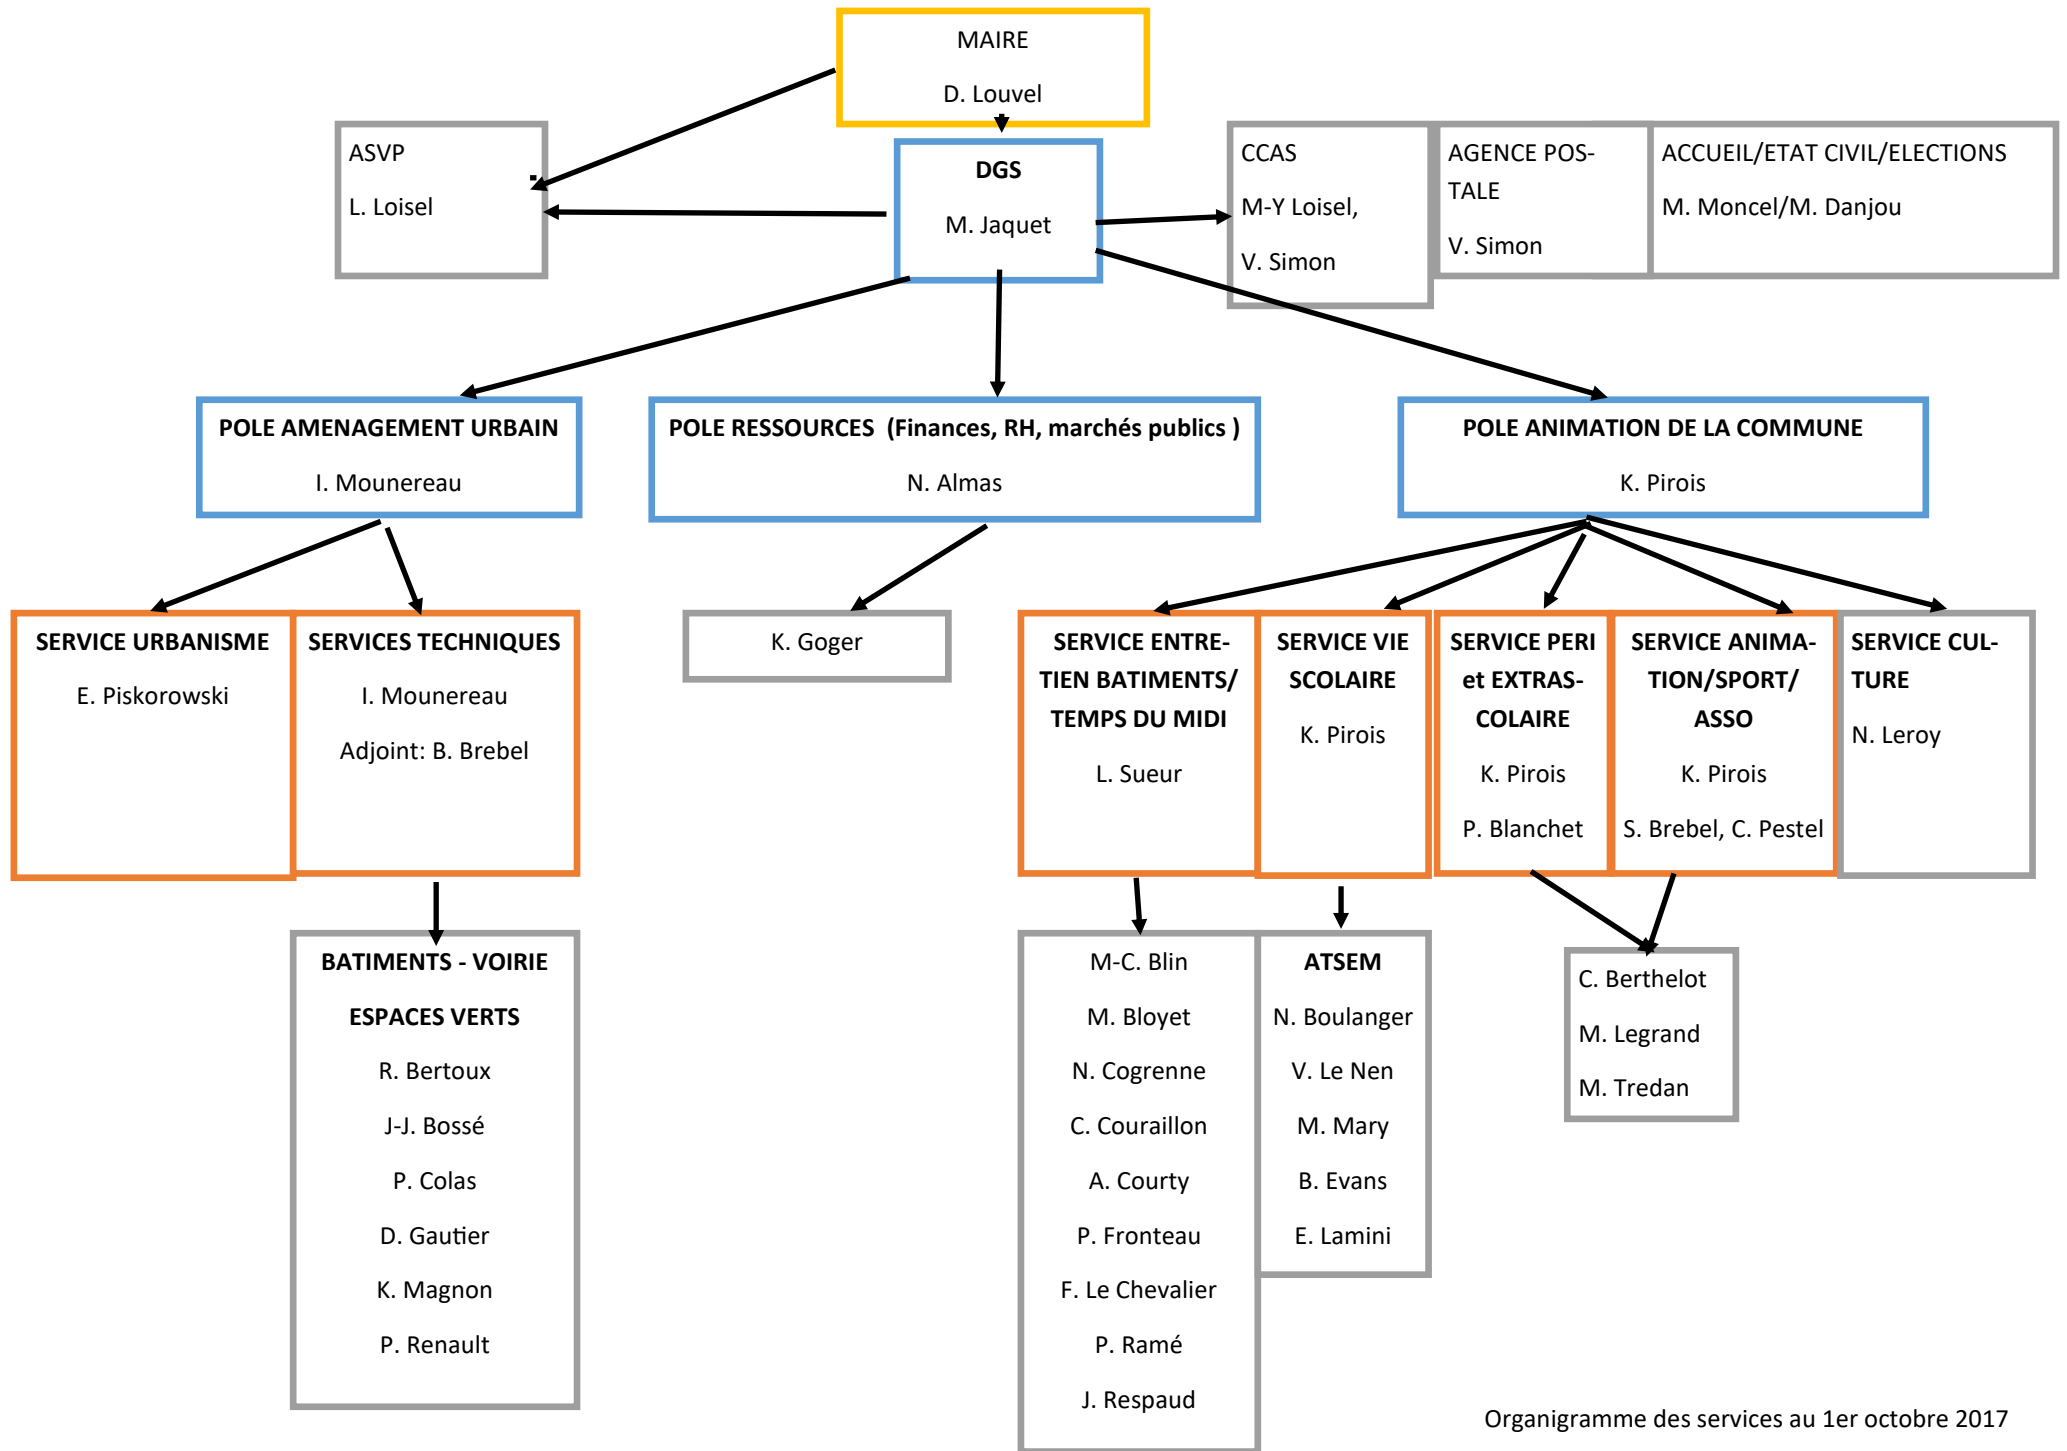 MAIRE
D. Louvel
ASVP
L. Loisel
DGS
M. Jaquet
CCAS
M-Y Loisel,
V. Simon
AGENCE POS-
TALE
V. Simon
ACCUEIL/ETAT CIVIL/ELECTIONS
M. Moncel/M. Danjou
POLE AMENAGEMENT URBAIN
I. Mounereau
POLE RESSOURCES (Finances, RH, marchés publics )
N. Almas
POLE ANIMATION DE LA COMMUNE
K. Pirois
SERVICE URBANISME
E. Piskorowski
SERVICES TECHNIQUES
I. Mounereau
Adjoint: B. Brebel
K. Goger
SERVICE ENTRE-
TIEN BATIMENTS/
TEMPS DU MIDI
L. Sueur
SERVICE VIE
SCOLAIRE
K. Pirois
SERVICE PERI
et EXTRAS-
COLAIRE
K. Pirois
P. Blanchet
SERVICE ANIMA-
TION/SPORT/
ASSO
K. Pirois
S. Brebel, C. Pestel
SERVICE CUL-
TURE
N. Leroy
BATIMENTS - VOIRIE
ESPACES VERTS
R. Bertoux
J-J. Bossé
P. Colas
D. Gautier
K. Magnon
P. Renault
M-C. Blin
M. Bloyet
N. Cogrenne
C. Couraillon
A. Courty
P. Fronteau
F. Le Chevalier
P. Ramé
J. Respaud
ATSEM
N. Boulanger
V. Le Nen
M. Mary
B. Evans
E. Lamini
C. Berthelot
M. Legrand
M. Tredan
Organigramme des services au 1er octobre 2017